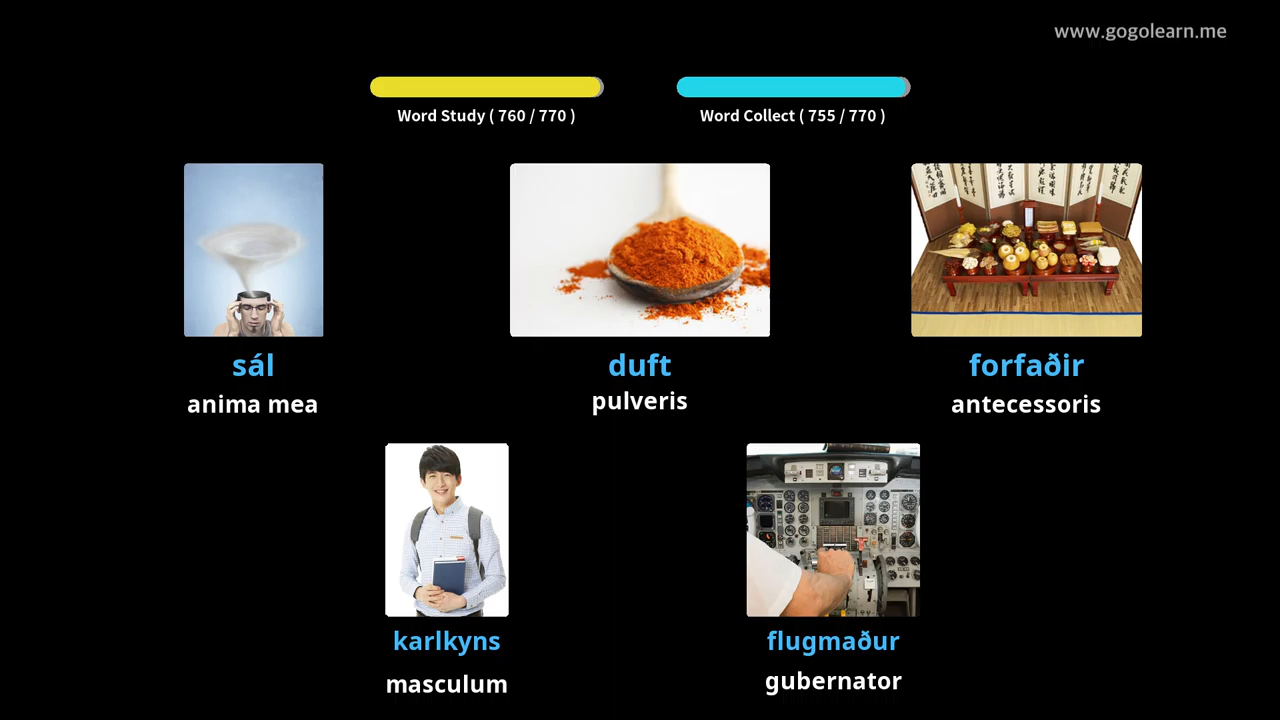 www.gogolearn.me
Word Study ( 760 / 770 )
Word Collect ( 755 / 770 )
sál
anima mea
duft
pulveris
forfaðir
antecessoris
karlkyns
masculum
flugmaður
gubernator